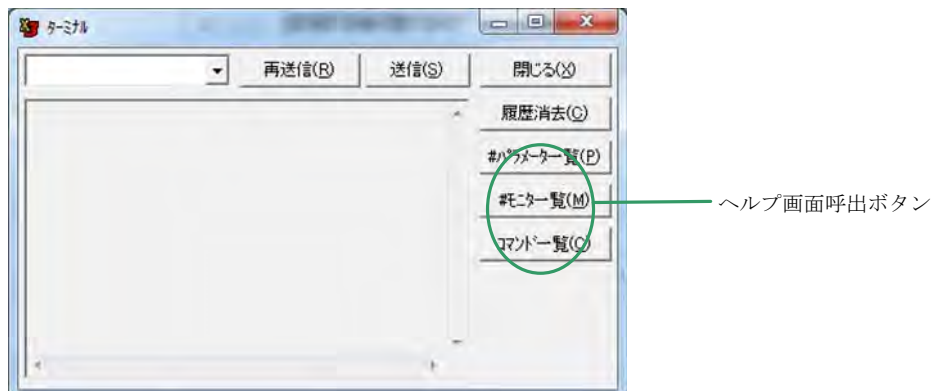 ターミナル
再送信(R) 送信(S) 閉じる(X)
履歴消去(C)
#パラメーター一覧(P)
#モニター一覧(M)
コマンド一覧(C)
ヘルプ画面呼出ボタン